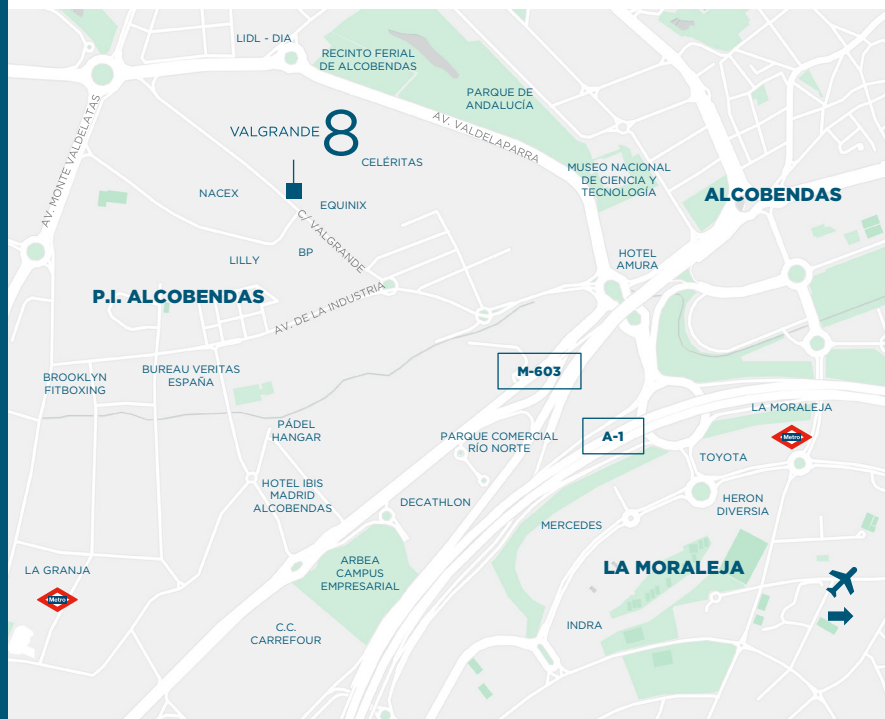 LIDL - DIA
RECINTO FERIAL
DE ALCOBENDAS
PARQUE DE
ANDALUCÍA
AV. MONTE VALDELATAS
AV. VALDELAPARRA
VALGRANDE 8
CELÉRITAS
MUSEO NACIONAL
DE CIENCIA Y
TECNOLOGÍA
ALCOBENDAS
NACEX
EQUINIX
C/ VALGRANDE
LILLY
BP
HOTEL
AMURA
P.I. ALCOBENDAS
AV. DE LA INDUSTRIA
M-603
BROOKLYN
FITBOXING
BUREAU VERITAS
ESPAÑA
LA MORALEJA
Metro
PÁDEL
HANGAR
PARQUE COMERCIAL
RÍO NORTE
A-1
TOYOTA
HOTEL IBIS
MADRID
ALCOBENDAS
DECATHLON
HERON
DIVERSIA
MERCEDES
LA GRANJA
Metro
ARBEA
CAMPUS
EMPRESARIAL
LA MORALEJA
C.C.
CARREFOUR
INDRA